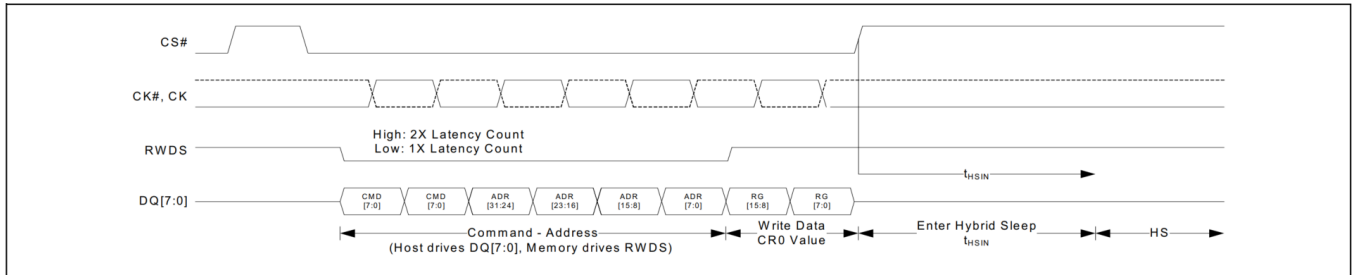 CS#
CK#, CK
High: 2X Latency Count
Low: 1X Latency Count
RWDS
tHSIN
DQ[7:0]
CMD [7:0]
CMD [7:0]
ADR [31:24]
ADR [23:16]
ADR [15:8]
ADR [7:0]
RG [15:8]
RG [7:0]
Command - Address
(Host drives DQ[7:0], Memory drives RWDS)
Write Data
CR0 Value
Enter Hybrid Sleep
tHSIN
HS